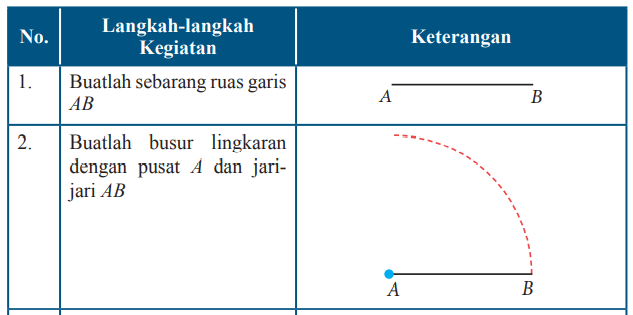 No.
Langkah-langkah
Kegiatan
Keterangan
1.
Buatlah sebarang ruas garis
AB
A
B
2.
Buatlah busur lingkaran
dengan pusat A dan jari-
jari AB
A
B